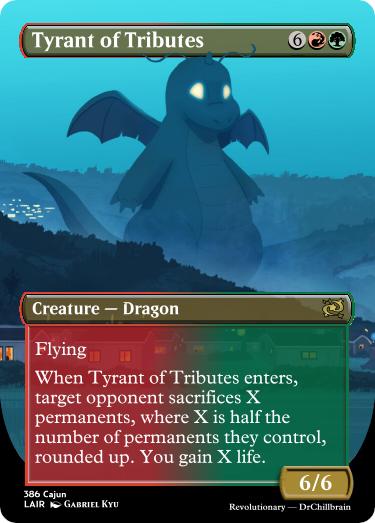 Tyrant of Tributes 6
Creature — Dragon
Flying
When Tyrant of Tributes enters,
target opponent sacrifices X
permanents, where X is half the
number of permanents they control,
rounded up. You gain X life.
6/6
386 Cajun
LAIR Gabriel Kyu
Revolutionary — DrChillbrain